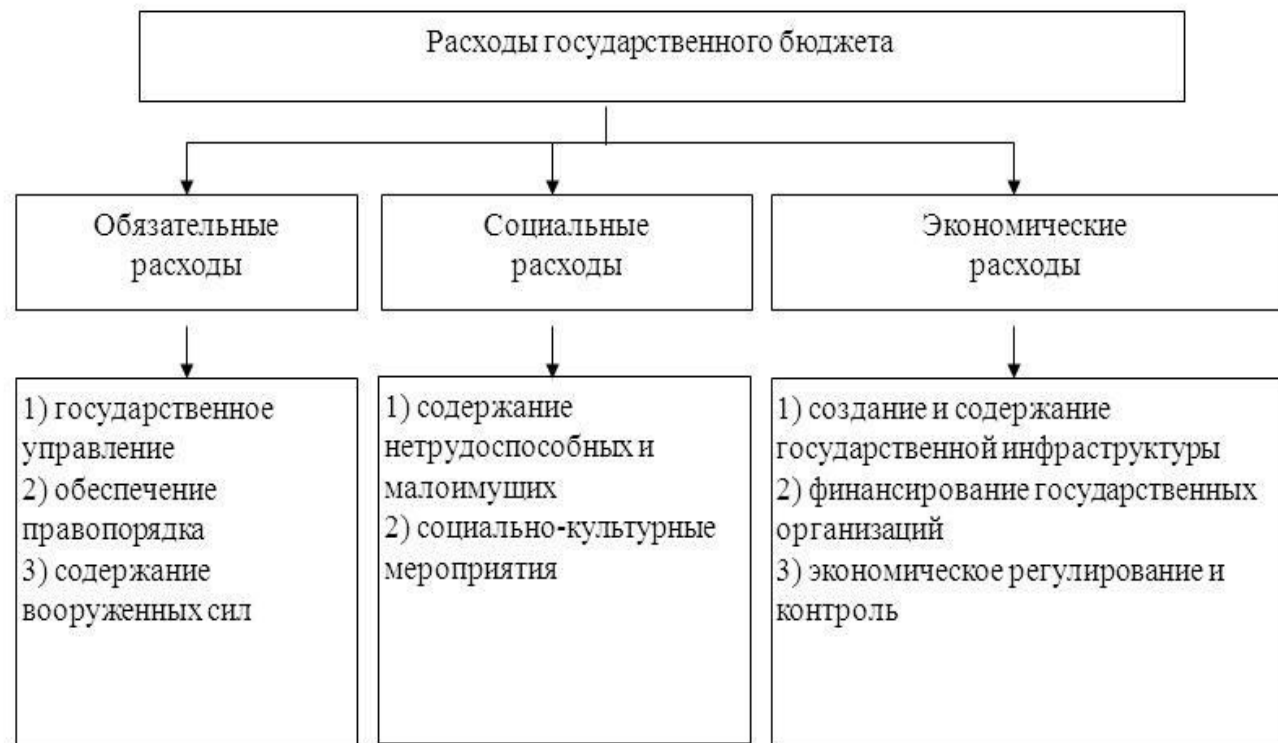 Расходы государственного бюджета
Обязательные
расходы
Социальные
расходы
Экономические
расходы
1) государственное
управление
2) обеспечение
правопорядка
3) содержание
вооруженных сил
1) содержание
нетрудоспособных и
малоимущих
2) социально-культурные
мероприятия
1) создание и содержание
государственной инфраструктуры
2) финансирование государственных
организаций
3) экономическое регулирование и
контроль